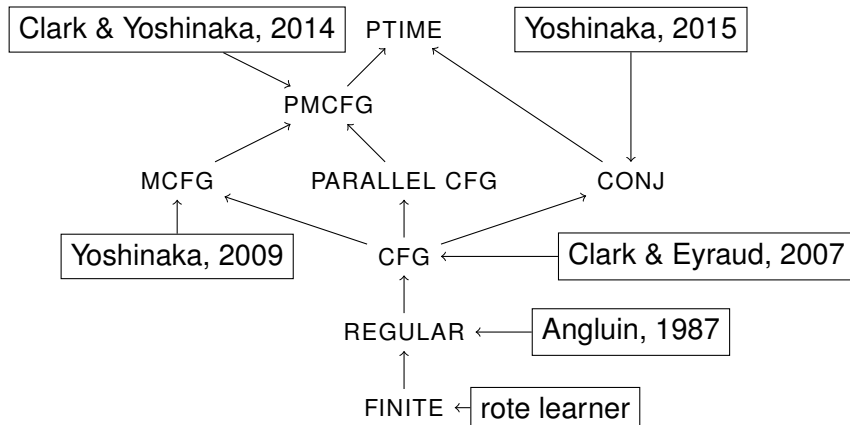 Clark & Yoshinaka, 2014
PTIME
Yoshinaka, 2015
PMCFG
MCFG
PARALLEL CFG
CONJ
Yoshinaka, 2009
CFG
Clark & Eyraud, 2007
REGULAR
Angluin, 1987
FINITE
rote learner